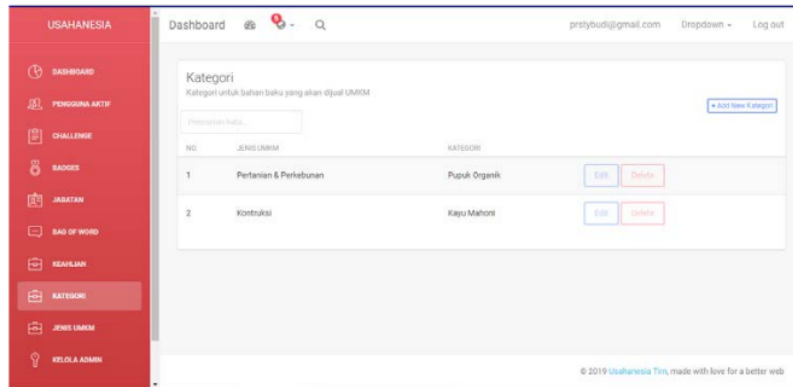 USAHANESIA
Dashboard
prstybudi@gmail.com Dropdown Log out
DASHBOARD
PENGGUNA AKTIF
CHALLENGE
BADGES
JABATAN
BAG OF WORD
KEAHLIAN
KATEGORI
JENIS UMKM
KELOLA ADMIN
Kategori
Kategori untuk bahan baku yang akan dijual UMKM
+ Add New Kategori
Pencarian Kata...
NO. JENIS UMKM KATEGORI
1 Pertanian & Perkebunan Pupuk Organik Edit Delete
2 Kontruksi Kayu Mahoni Edit Delete
© 2019 Usahanesia Tim, made with love for a better web